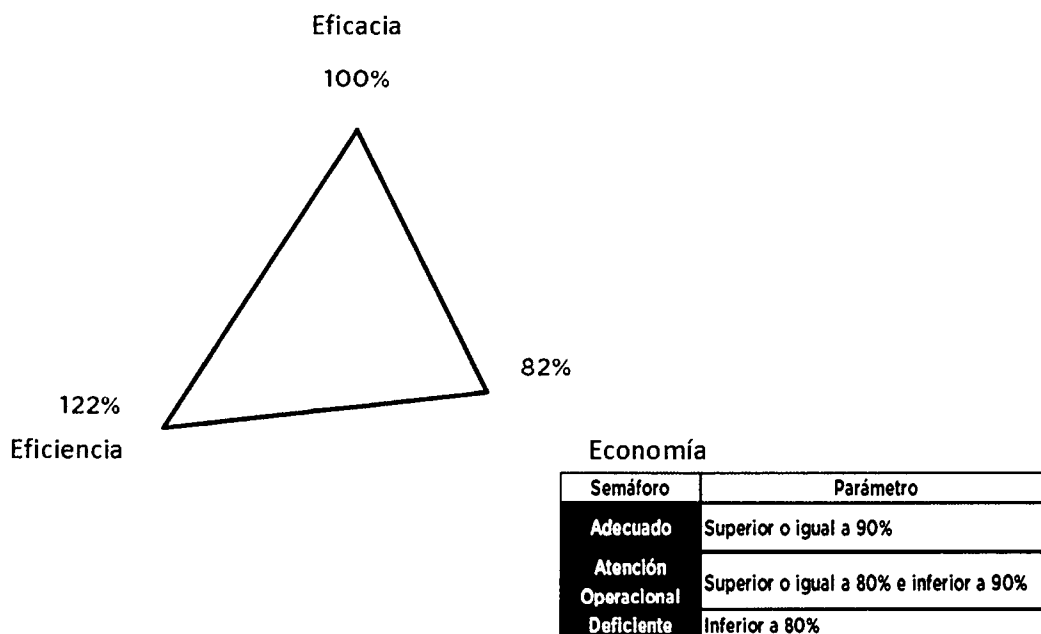 Eficacia
100%
82%
122%
Eficiencia
Economía
Semáforo Parámetro
Adecuado Superior o igual a 90%
Atención
Operacional Superior o igual a 80% e inferior a 90%
Deficiente Inferior a 80%